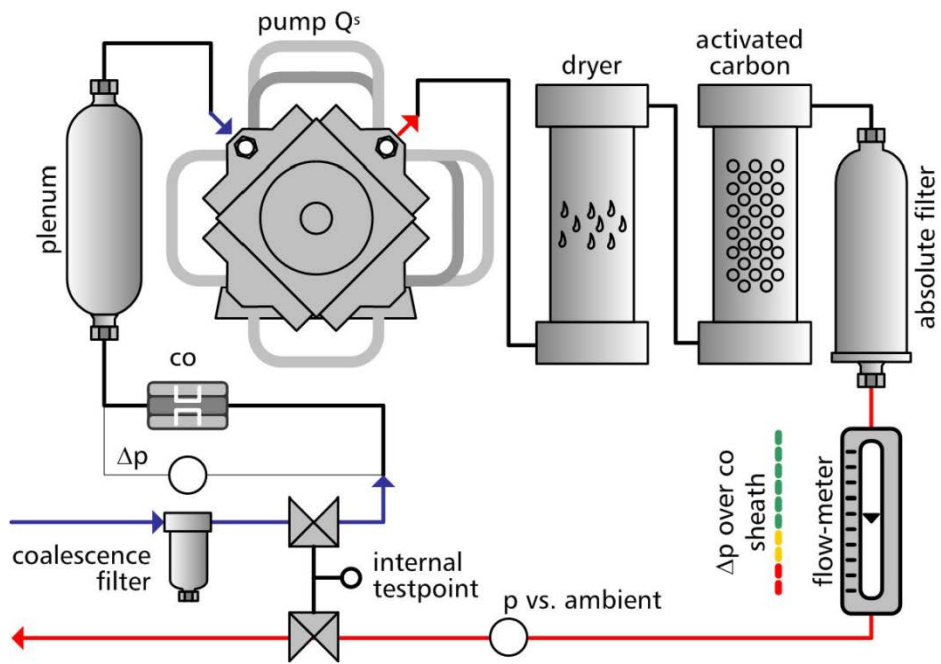 pump Qˢ
dryer
activated
carbon
plenum
absolute filter
co
Δp
Δp over co
sheath
flow-meter
coalescence
filter
internal
testpoint
p vs. ambient